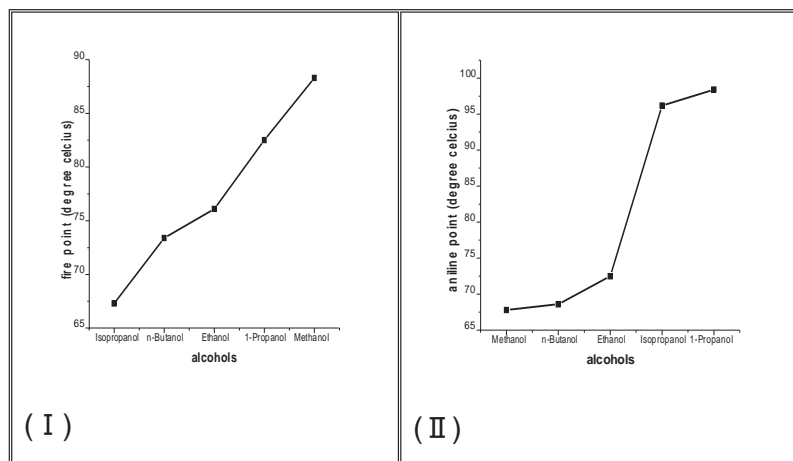 90
85
80
75
70
65
fire point (degree celcius)
Isopropanol n-Butanol Ethanol 1-Propanol Methanol
alcohols
(I)
100
95
90
85
80
75
70
65
aniline point (degree celcius)
Methanol n-Butanol Ethanol Isopropanol 1-Propanol
alcohols
(II)